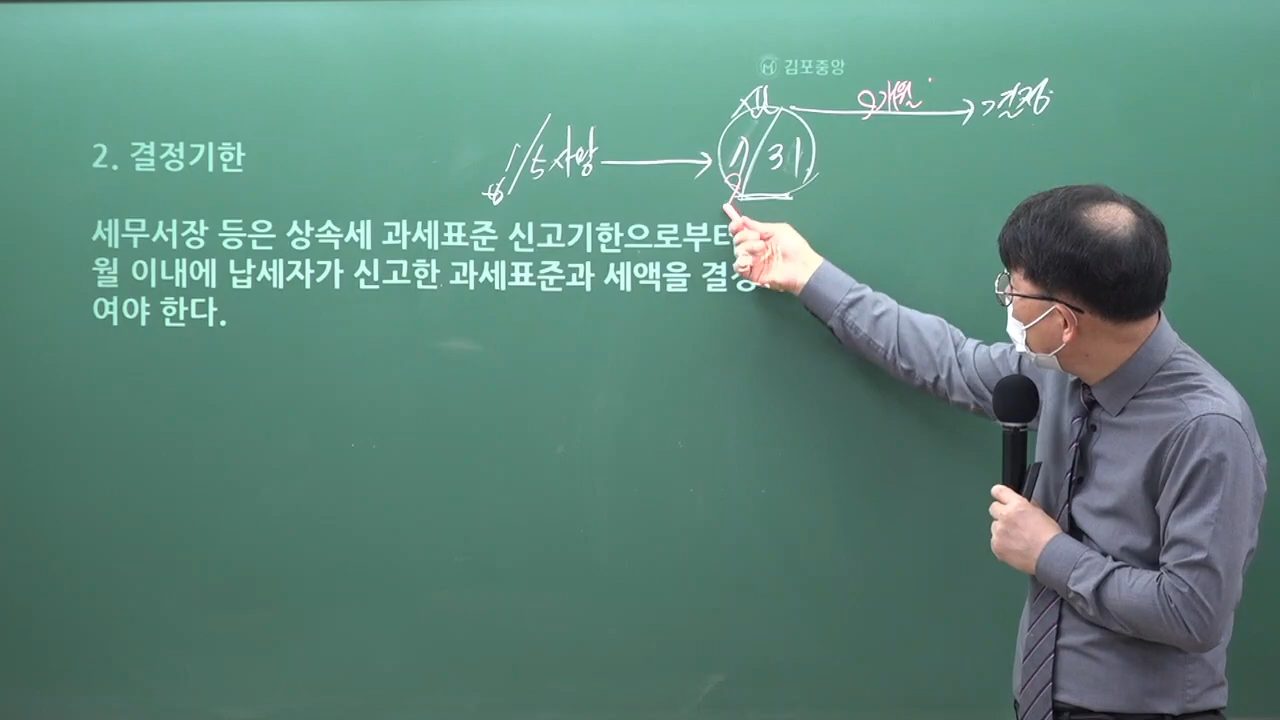 김포중앙
9개월
결정
1/5 사망
7/31
2. 결정기한
세무서장 등은 상속세 과세표준 신고기한으로부터
월 이내에 납세자가 신고한 과세표준과 세액을
여야 한다.